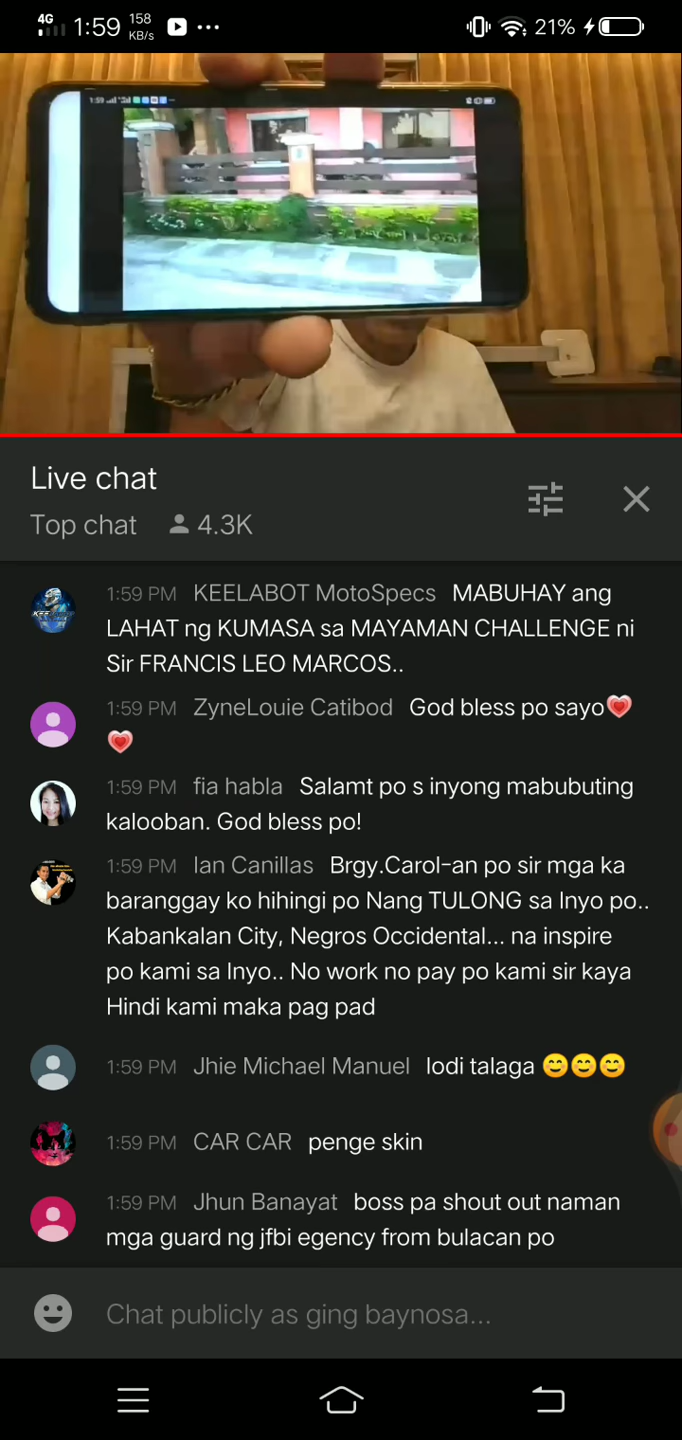 4G 1:59 158 KB/s 21%
1:59
Live chat
Top chat 4.3K
1:59 PM KEELABOT MotoSpecs MABUHAY ang
LAHAT ng KUMASA sa MAYAMAN CHALLENGE ni
Sir FRANCIS LEO MARCOS..
1:59 PM ZyneLouie Catibod God bless po sayo💗
💗
1:59 PM fia habla Salamt po s inyong mabubuting
kalooban. God bless po!
1:59 PM Ian Canillas Brgy.Carol-an po sir mga ka
baranggay ko hihingi po Nang TULONG sa Inyo po..
Kabankalan City, Negros Occidental... na inspire
po kami sa Inyo.. No work no pay po kami sir kaya
Hindi kami maka pag pad
1:59 PM Jhie Michael Manuel lodi talaga 😊😊😊
1:59 PM CAR CAR penge skin
1:59 PM Jhun Banayat boss pa shout out naman
mga guard ng jfbi egency from bulacan po
Chat publicly as ging baynosa...